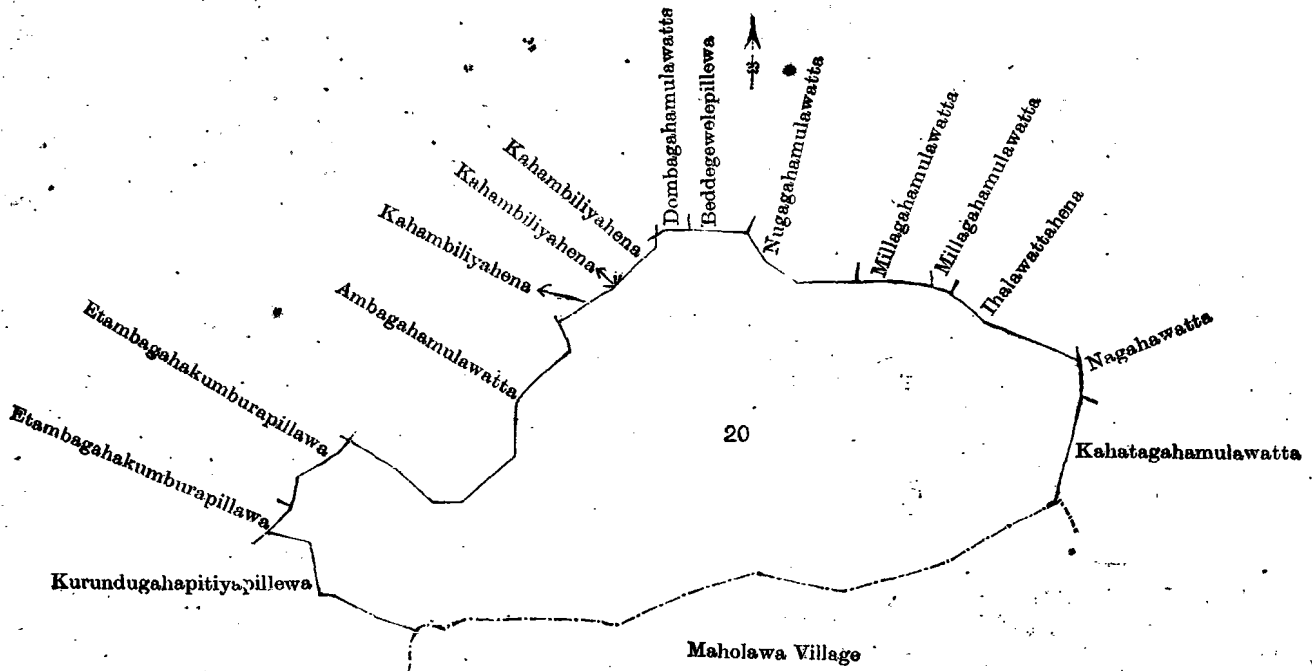 Dombagahamulawatta
Beddegewelepillewa
Nugagahamulawatta
Millagahamulawatta
Millagahamulawatta
Ihalawattahena
Nagahawatta
Kahatagahamulawatta
Kahambiliyahena
Kahambiliyahena
Kahambiliyahena
Ambagahamulawatta
Etambagahakumburapillawa
Etambagahakumburapillawa
Kurundugahapitiyapillewa
20
Maholawa Village